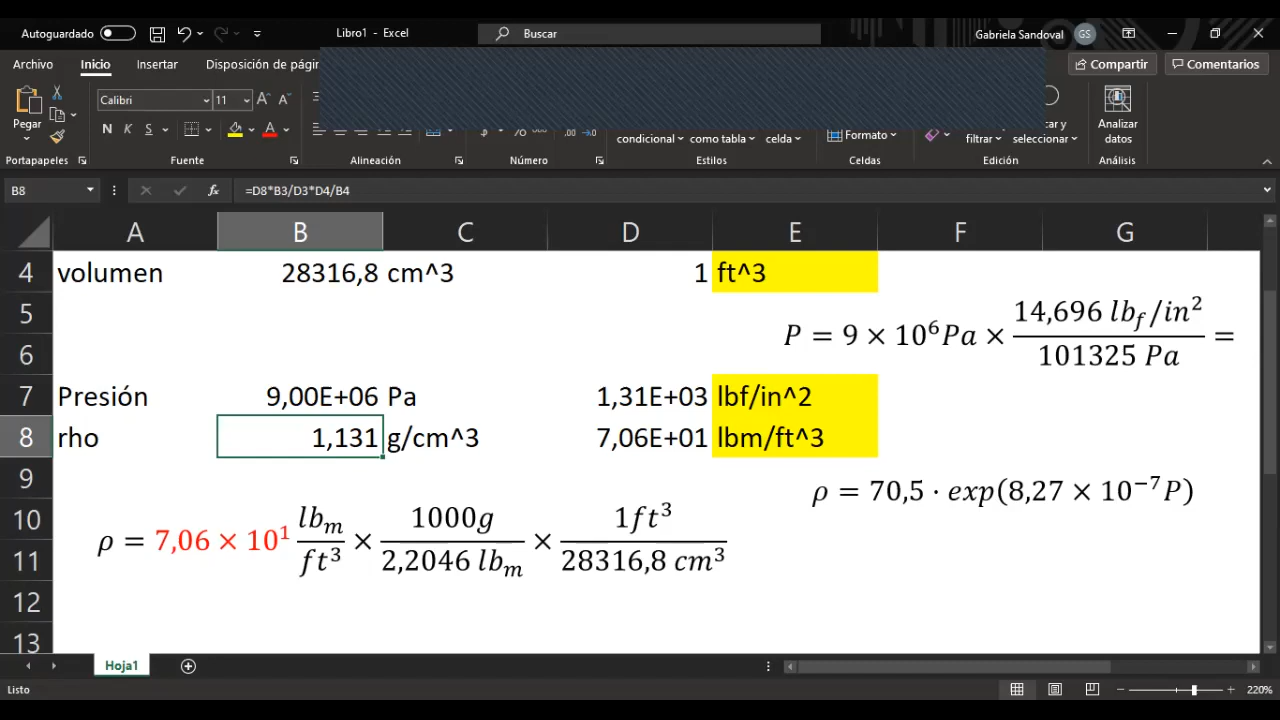 Autoguardado
Libro1 - Excel
Buscar
Gabriela Sandoval
GS
Archivo Inicio Insertar Disposición de págin
Compartir Comentarios
Pegar
Calibri 11
N K S
A A A
$ % 000
condicional como tabla celda
Formato
filtrar seleccionar
Analizar
datos
Portapapeles Fuente Alineación Número Estilos Celdas Edición Análisis
B8 fx =D8*B3/D3*D4/B4
A B C D E F G
4 volumen 28316,8 cm^3 1 ft^3
5
P = 9 × 10⁶Pa × 14,696 lb_f/in² / 101325 Pa =
6
7 Presión 9,00E+06 Pa 1,31E+03 lbf/in^2
8 rho 1,131 g/cm^3 7,06E+01 lbm/ft^3
9
ρ = 70,5 · exp(8,27 × 10⁻⁷P)
10
ρ = 7,06 × 10¹ lb_m/ft³ × 1000g/2,2046 lb_m × 1ft³/28316,8 cm³
11
12
13
Hoja1
Listo
220%